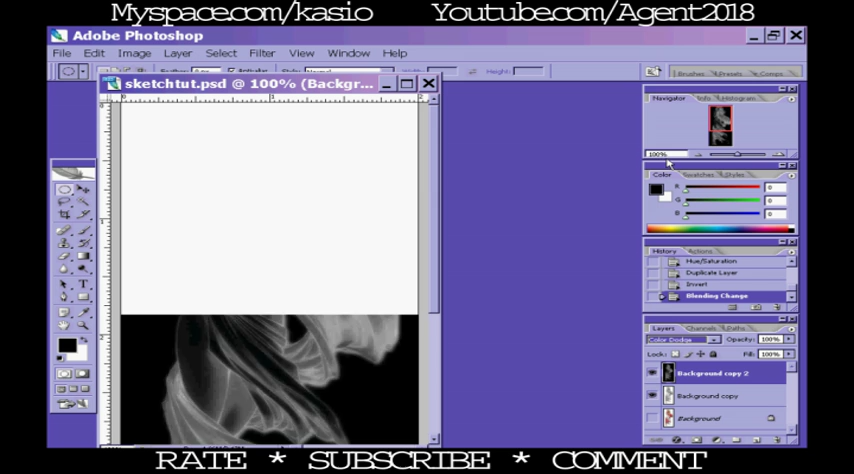 Myspace.com/kasio Youtube.com/Agent2018
Adobe Photoshop
File Edit Image Layer Select Filter View Window Help
Brushes Presets Comps
sketchtut.psd @ 100% (Backgr...
Navigator Info Histogram
100%
Color Swatches Styles
R 0
G 0
B 0
History Actions
Hue/Saturation
Duplicate Layer
Invert
Blending Change
Layers Channels Paths
Color Dodge Opacity: 100%
Lock: Fill: 100%
Background copy 2
Background copy
Background
RATE * SUBSCRIBE * COMMENT